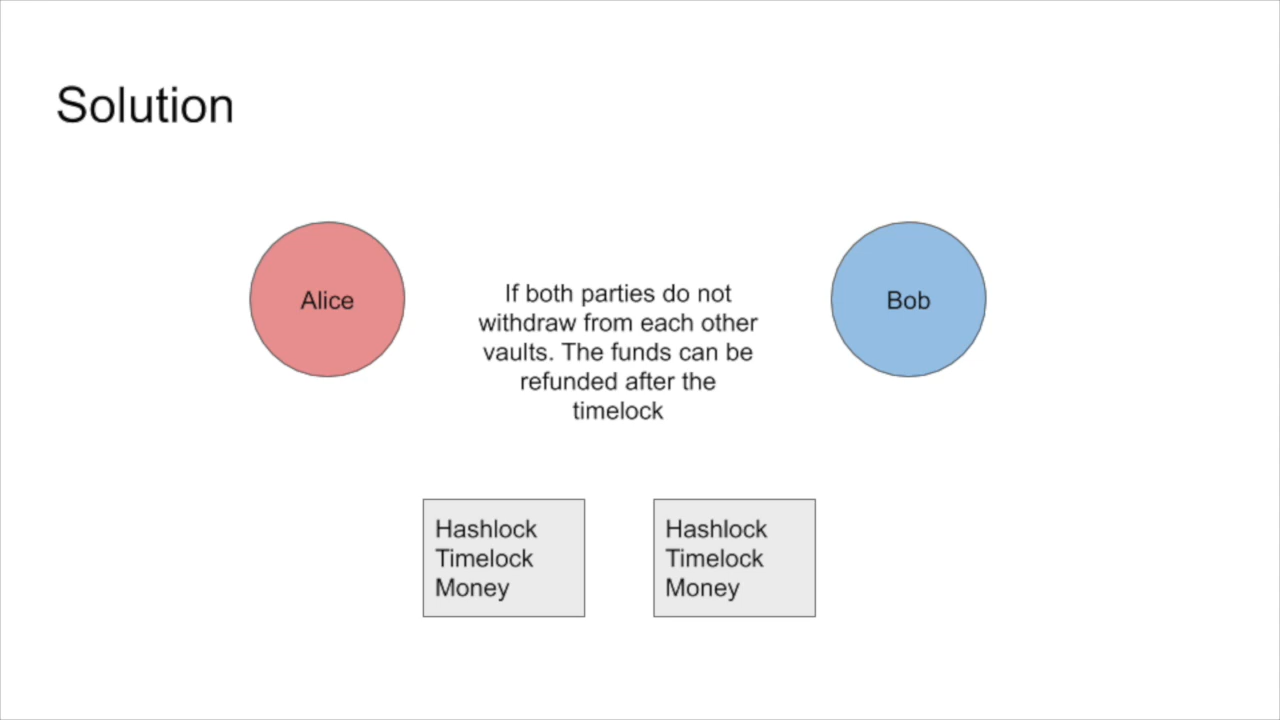 Solution
Alice
If both parties do not
withdraw from each other
vaults. The funds can be
refunded after the
timelock
Bob
Hashlock
Timelock
Money
Hashlock
Timelock
Money